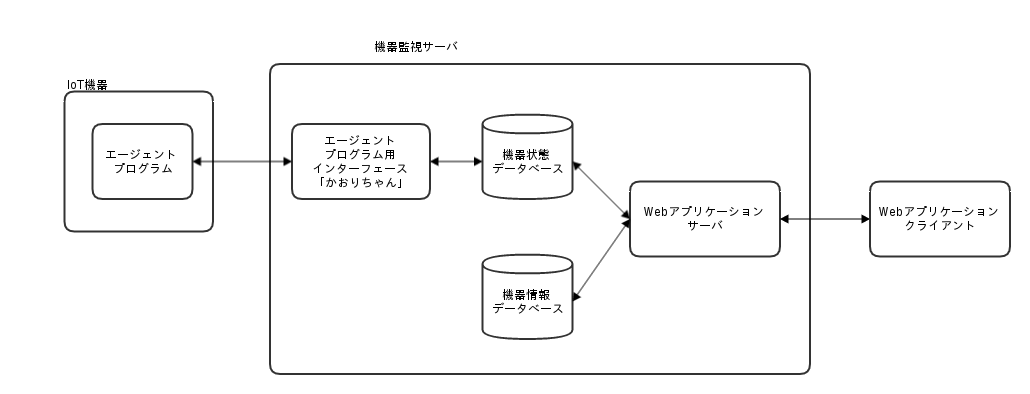 機器監視サーバ
IoT機器
エージェント
プログラム
エージェント
プログラム用
インターフェース
「かおりちゃん」
機器状態
データベース
機器情報
データベース
Webアプリケーション
サーバ
Webアプリケーション
クライアント